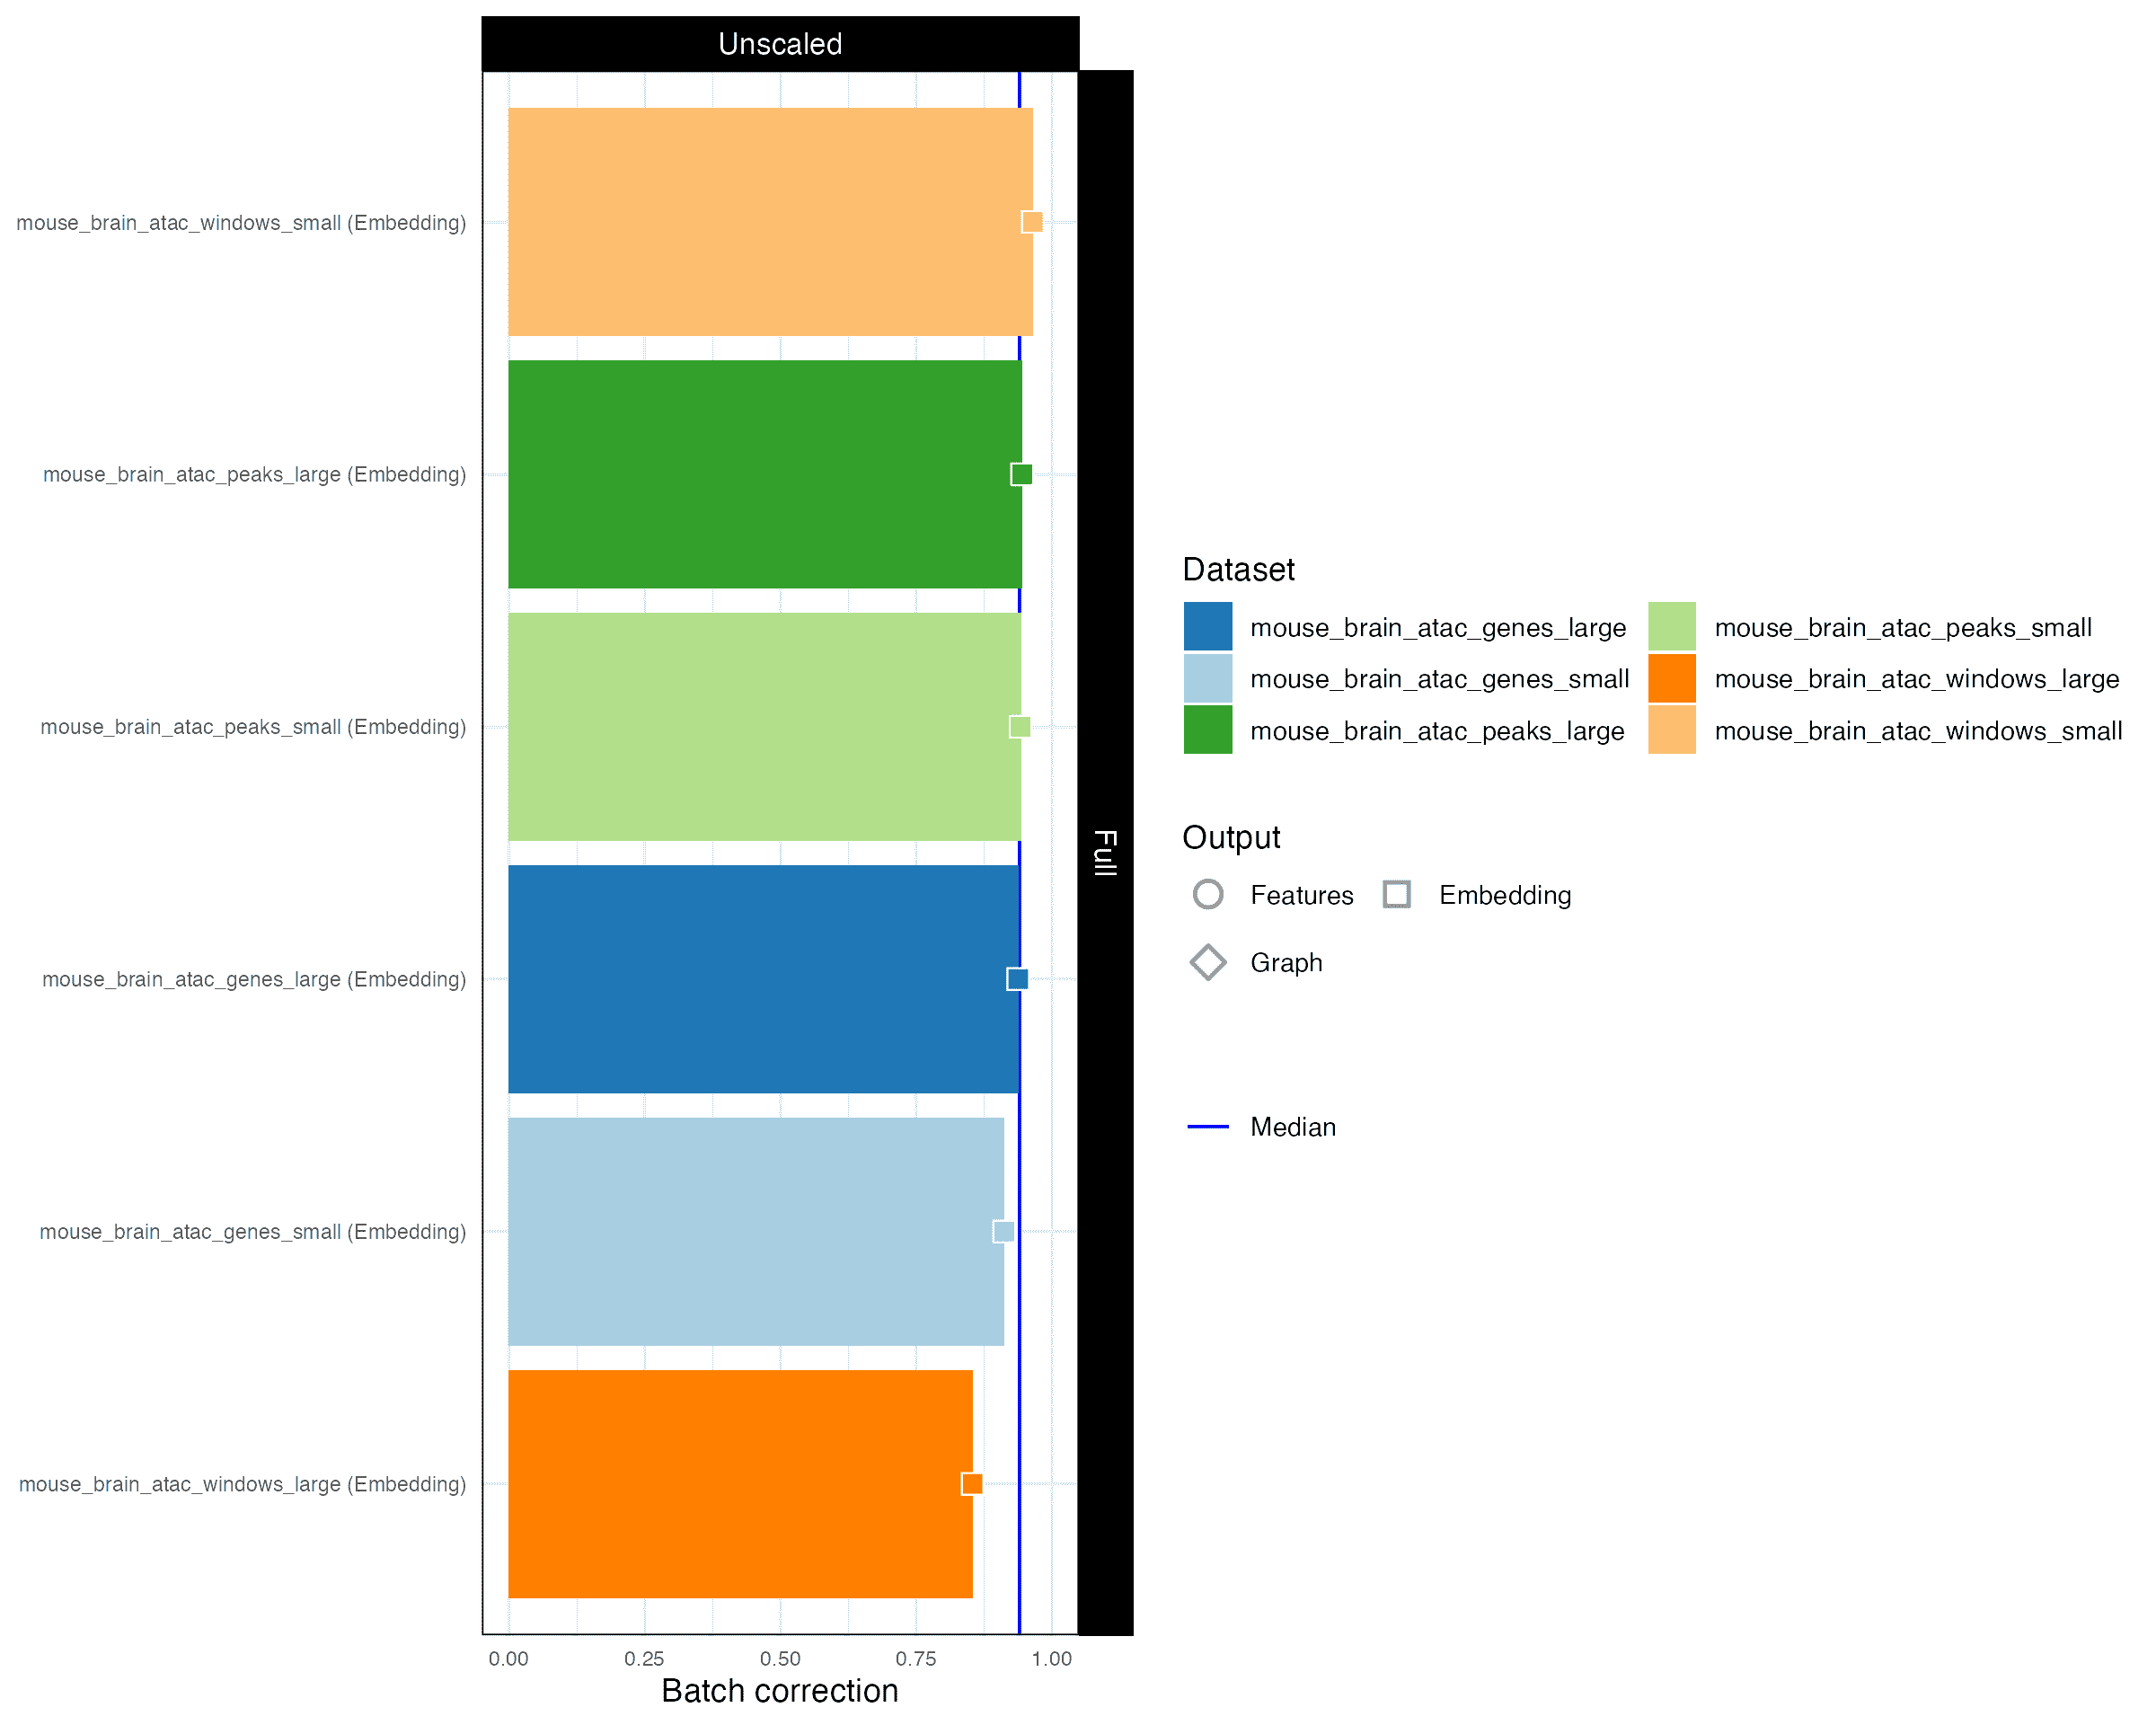 Unscaled
mouse_brain_atac_windows_small (Embedding)
mouse_brain_atac_peaks_large (Embedding)
mouse_brain_atac_peaks_small (Embedding)
mouse_brain_atac_genes_large (Embedding)
mouse_brain_atac_genes_small (Embedding)
mouse_brain_atac_windows_large (Embedding)
0.00 0.25 0.50 0.75 1.00
Batch correction
Full
Dataset
mouse_brain_atac_genes_large mouse_brain_atac_peaks_small
mouse_brain_atac_genes_small mouse_brain_atac_windows_large
mouse_brain_atac_peaks_large mouse_brain_atac_windows_small
Output
Features Embedding
Graph
Median